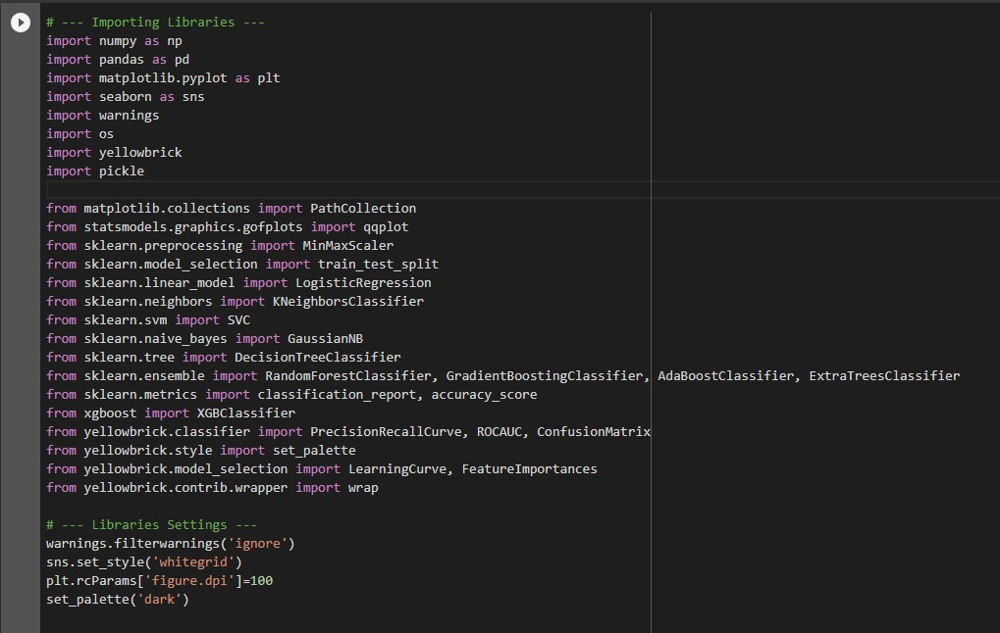 # --- Importing Libraries ---
import numpy as np
import pandas as pd
import matplotlib.pyplot as plt
import seaborn as sns
import warnings
import os
import yellowbrick
import pickle
from matplotlib.collections import PathCollection
from statsmodels.graphics.gofplots import qqplot
from sklearn.preprocessing import MinMaxScaler
from sklearn.model_selection import train_test_split
from sklearn.linear_model import LogisticRegression
from sklearn.neighbors import KNeighborsClassifier
from sklearn.svm import SVC
from sklearn.naive_bayes import GaussianNB
from sklearn.tree import DecisionTreeClassifier
from sklearn.ensemble import RandomForestClassifier, GradientBoostingClassifier, AdaBoostClassifier, ExtraTreesClassifier
from sklearn.metrics import classification_report, accuracy_score
from xgboost import XGBClassifier
from yellowbrick.classifier import PrecisionRecallCurve, ROCAUC, ConfusionMatrix
from yellowbrick.style import set_palette
from yellowbrick.model_selection import LearningCurve, FeatureImportances
from yellowbrick.contrib.wrapper import wrap
# --- Libraries Settings ---
warnings.filterwarnings('ignore')
sns.set_style('whitegrid')
plt.rcParams['figure.dpi']=100
set_palette('dark')